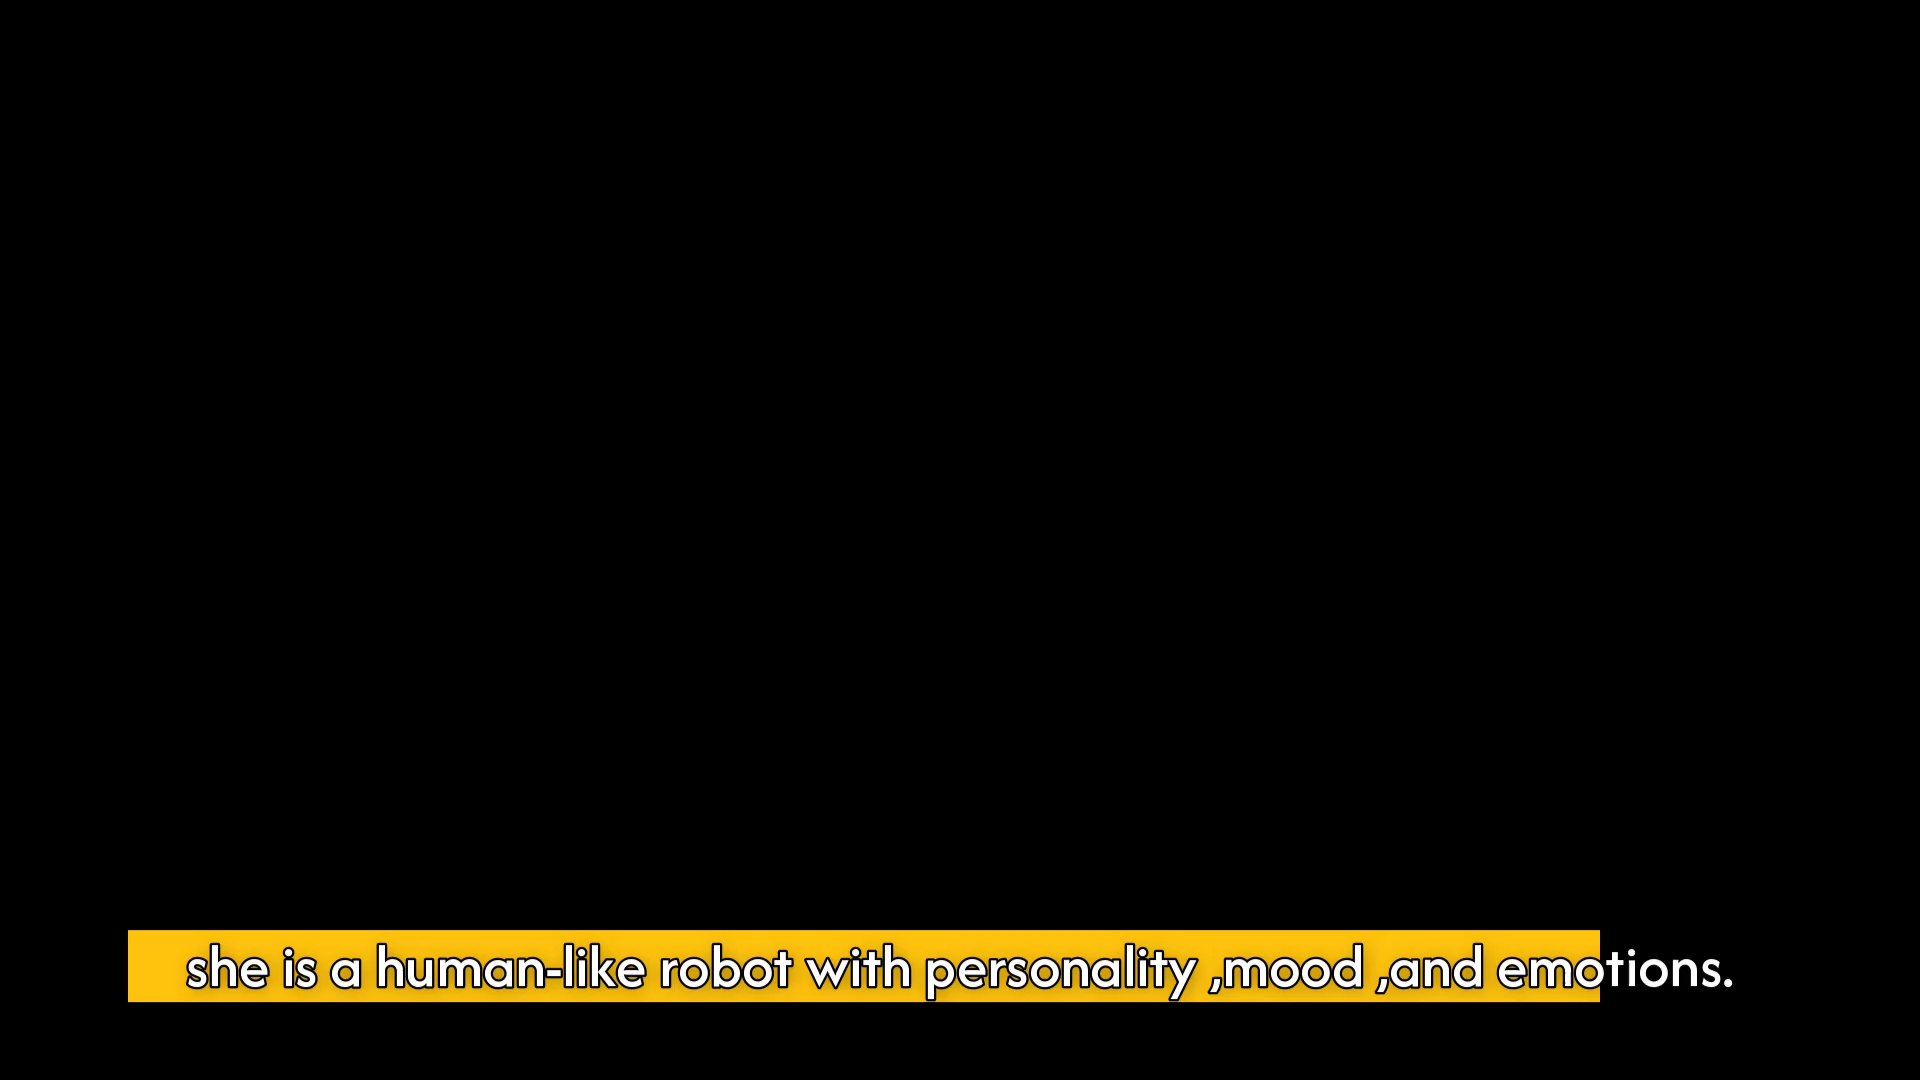 she is a human-like robot with personality ,mood ,and emotions.